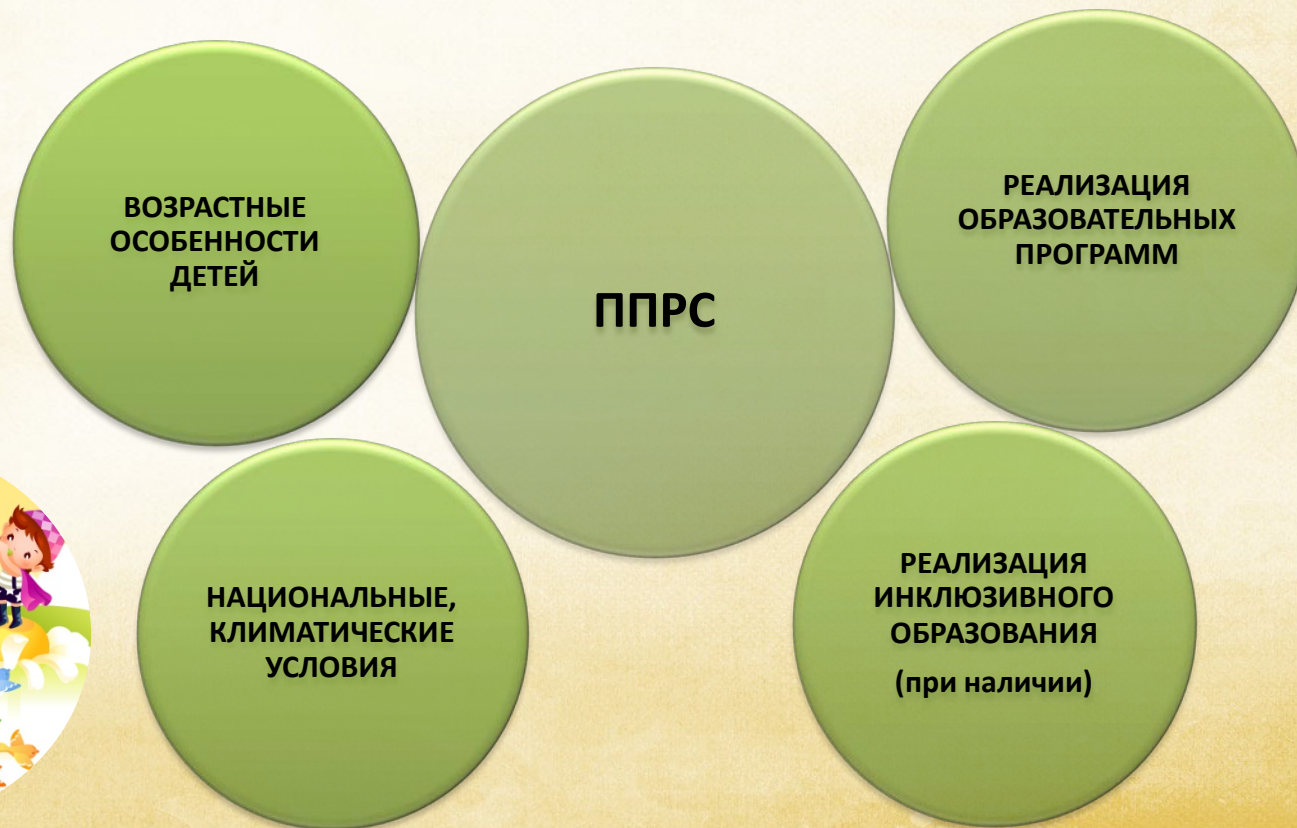 ВОЗРАСТНЫЕ
ОСОБЕННОСТИ
ДЕТЕЙ
ППРС
РЕАЛИЗАЦИЯ
ОБРАЗОВАТЕЛЬНЫХ
ПРОГРАММ
НАЦИОНАЛЬНЫЕ,
КЛИМАТИЧЕСКИЕ
УСЛОВИЯ
РЕАЛИЗАЦИЯ
ИНКЛЮЗИВНОГО
ОБРАЗОВАНИЯ
(при наличии)